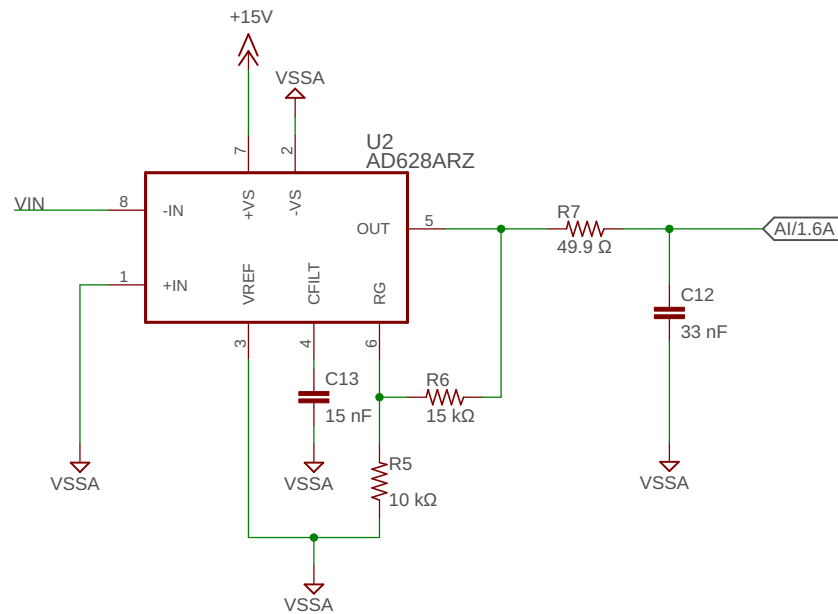 +15V
VSSA
U2
AD628ARZ
7
2
VIN
8
-IN
+VS
-VS
OUT
5
R7
49.9 Ω
AI/1.6A
1
+IN
VREF
CFILT
RG
C12
33 nF
3
4
6
C13
15 nF
R6
15 kΩ
R5
10 kΩ
VSSA
VSSA
VSSA
VSSA